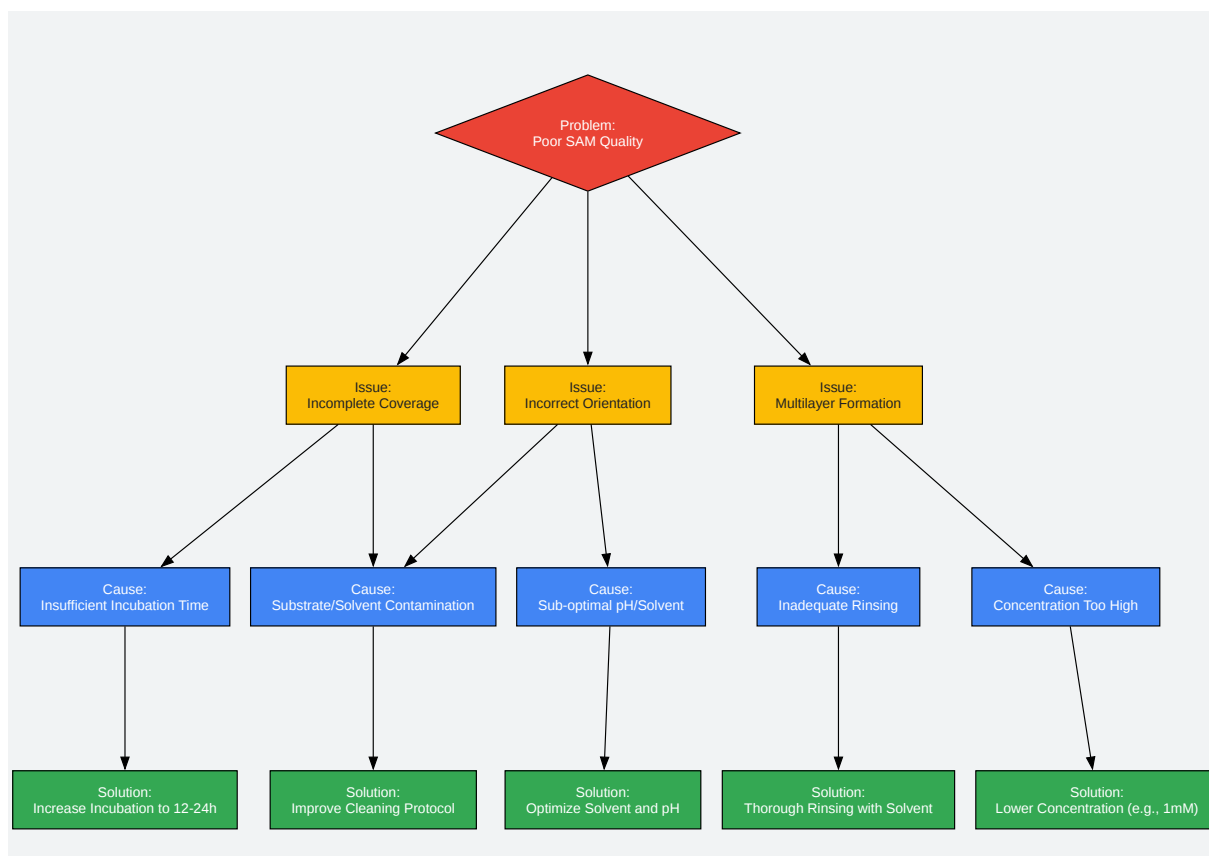 Problem:
Poor SAM Quality
Issue:
Incomplete Coverage
Issue:
Incorrect Orientation
Issue:
Multilayer Formation
Cause:
Insufficient Incubation Time
Cause:
Substrate/Solvent Contamination
Cause:
Sub-optimal pH/Solvent
Cause:
Inadequate Rinsing
Cause:
Concentration Too High
Solution:
Increase Incubation to 12-24h
Solution:
Improve Cleaning Protocol
Solution:
Optimize Solvent and pH
Solution:
Thorough Rinsing with Solvent
Solution:
Lower Concentration (e.g., 1mM)